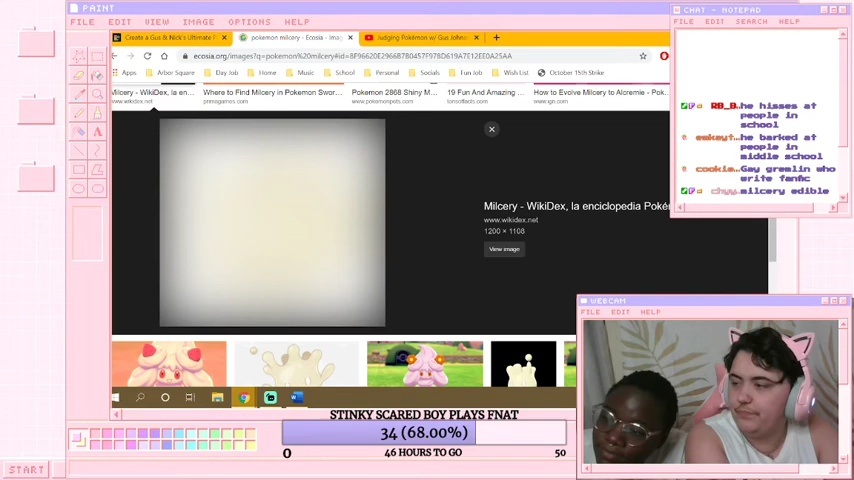 PAINT
FILE EDIT VIEW IMAGE OPTIONS HELP
Create a Gus & Nick's Ultimate P
pokemon milcery - Ecosia - Imag
Judging Pokémon w/ Gus Johns
ecosia.org/images?q=pokemon%20milcery#id=8F96620E2966B7B0457F978D619A7E12EE0A52AA
Apps Arbor Square Day Job Home Music School Personal Socials Fun Job Wish List October 15th Strike
Milcery - WikiDex, la en...
www.wikidex.net
Where to Find Milcery in Pokemon Swor...
primagames.com
Pokemon 2868 Shiny M...
www.pokemonpets.com
19 Fun And Amazing ...
tonsoffacts.com
How to Evolve Milcery to Alcremie - Pok
www.ign.com
Milcery - WikiDex, la enciclopedia Poké
www.wikidex.net
1200 × 1108
View image
CHAT - NOTEPAD
FILE EDIT SEARCH HELP
RB_B.. he hisses at
people in
school
eekeyt.. he barked at
people in
middle school
cookie.. Gay gremlin who
write fanfic
chyy.. milcery edible
WEBCAM
FILE EDIT HELP
STINKY SCARED BOY PLAYS FNAT
34 (68.00%)
0
46 HOURS TO GO
50
START